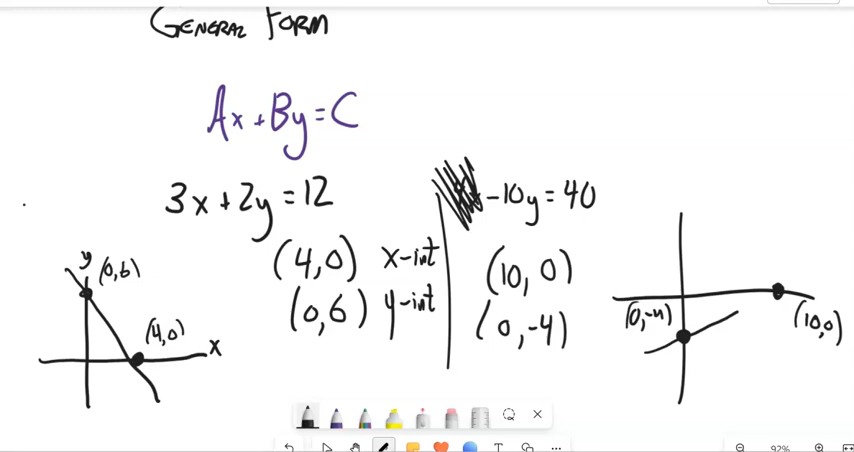 GENERAL FORM
Ax+By=C
3x+2y=12
-10y=40
(4,0) x-int
(0,6) y-int
(10,0)
(0,-4)
y
(0,6)
(4,0)
x
(0,-4)
(10,0)
T
92%